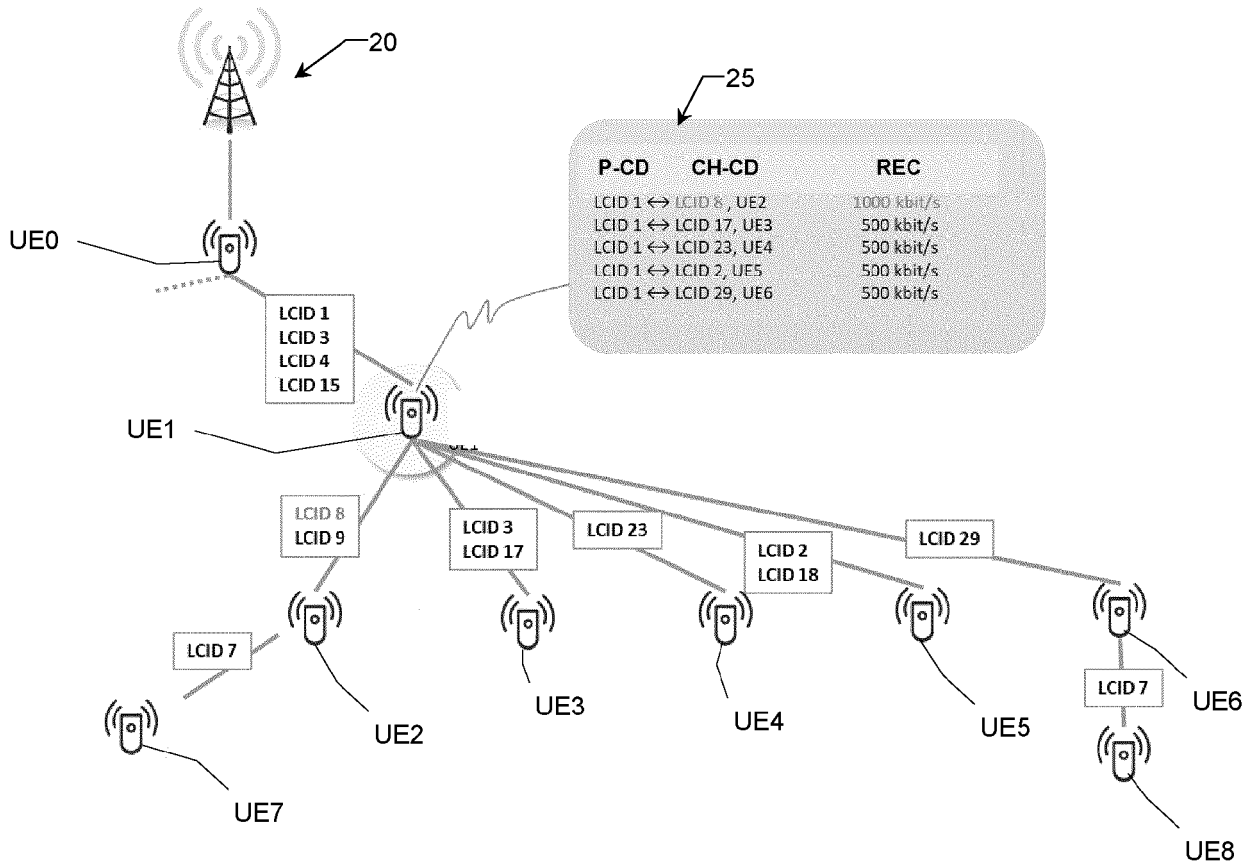 20
25
P-CD CH-CD REC
LCID 1 ↔ LCID 8 , UE2 1000 kbit/s
LCID 1 ↔ LCID 17, UE3 500 kbit/s
LCID 1 ↔ LCID 23, UE4 500 kbit/s
LCID 1 ↔ LCID 2, UE5 500 kbit/s
LCID 1 ↔ LCID 29, UE6 500 kbit/s
UE0
LCID 1
LCID 3
LCID 4
LCID 15
UE1
UE1
LCID 8
LCID 9
LCID 3
LCID 17
LCID 23
LCID 2
LCID 18
LCID 29
LCID 7
LCID 7
UE2
UE3
UE4
UE5
UE6
UE7
UE8